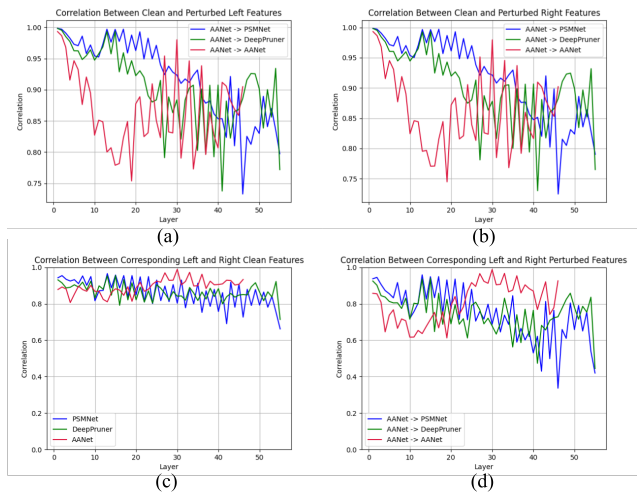 Correlation Between Clean and Perturbed Left Features
AANet -> PSMNet
AANet -> DeepPruner
AANet -> AANet
1.00
0.95
0.90
0.85
0.80
0.75
Correlation
0 10 20 30 40 50
Layer
(a)
Correlation Between Clean and Perturbed Right Features
AANet -> PSMNet
AANet -> DeepPruner
AANet -> AANet
1.00
0.95
0.90
0.85
0.80
0.75
Correlation
0 10 20 30 40 50
Layer
(b)
Correlation Between Corresponding Left and Right Clean Features
1.0
0.8
0.6
0.4
0.2
0.0
Correlation
PSMNet
DeepPruner
AANet
0 10 20 30 40 50
Layer
(c)
Correlation Between Corresponding Left and Right Perturbed Features
1.0
0.8
0.6
0.4
0.2
0.0
Correlation
AANet -> PSMNet
AANet -> DeepPruner
AANet -> AANet
0 10 20 30 40 50
Layer
(d)